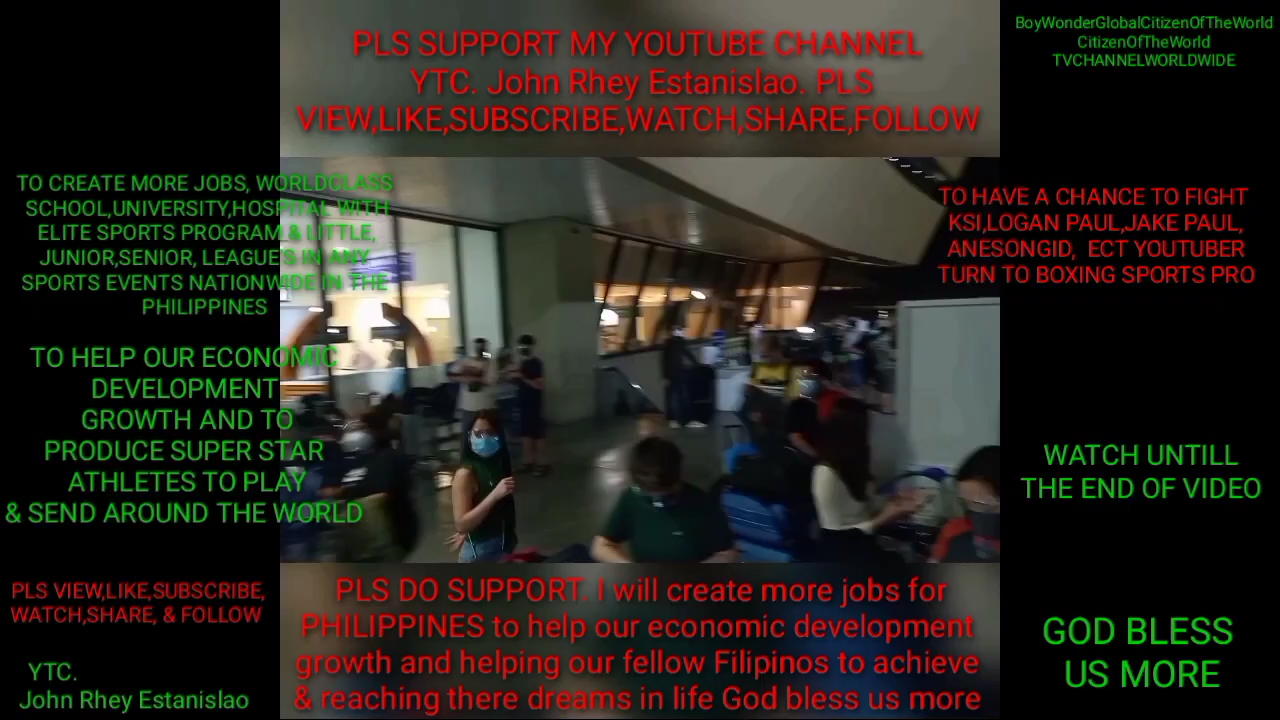 PLS SUPPORT MY YOUTUBE CHANNEL
YTC. John Rhey Estanislao. PLS
VIEW,LIKE,SUBSCRIBE,WATCH,SHARE,FOLLOW
BoyWonderGlobalCitizenOfTheWorld
CitizenOfTheWorld
TVCHANNELWORLDWIDE
TO CREATE MORE JOBS, WORLDCLASS
SCHOOL,UNIVERSITY,HOSPITAL WITH
ELITE SPORTS PROGRAM & LITTLE,
JUNIOR,SENIOR, LEAGUE'S IN ANY
SPORTS EVENTS NATIONWIDE IN THE
PHILIPPINES
TO HAVE A CHANCE TO FIGHT
KSI,LOGAN PAUL,JAKE PAUL,
ANESONGID, ECT YOUTUBER
TURN TO BOXING SPORTS PRO
TO HELP OUR ECONOMIC
DEVELOPMENT
GROWTH AND TO
PRODUCE SUPER STAR
ATHLETES TO PLAY
& SEND AROUND THE WORLD
WATCH UNTILL
THE END OF VIDEO
PLS VIEW,LIKE,SUBSCRIBE,
WATCH,SHARE, & FOLLOW
YTC.
John Rhey Estanislao
PLS DO SUPPORT. I will create more jobs for
PHILIPPINES to help our economic development
growth and helping our fellow Filipinos to achieve
& reaching there dreams in life God bless us more
GOD BLESS
US MORE